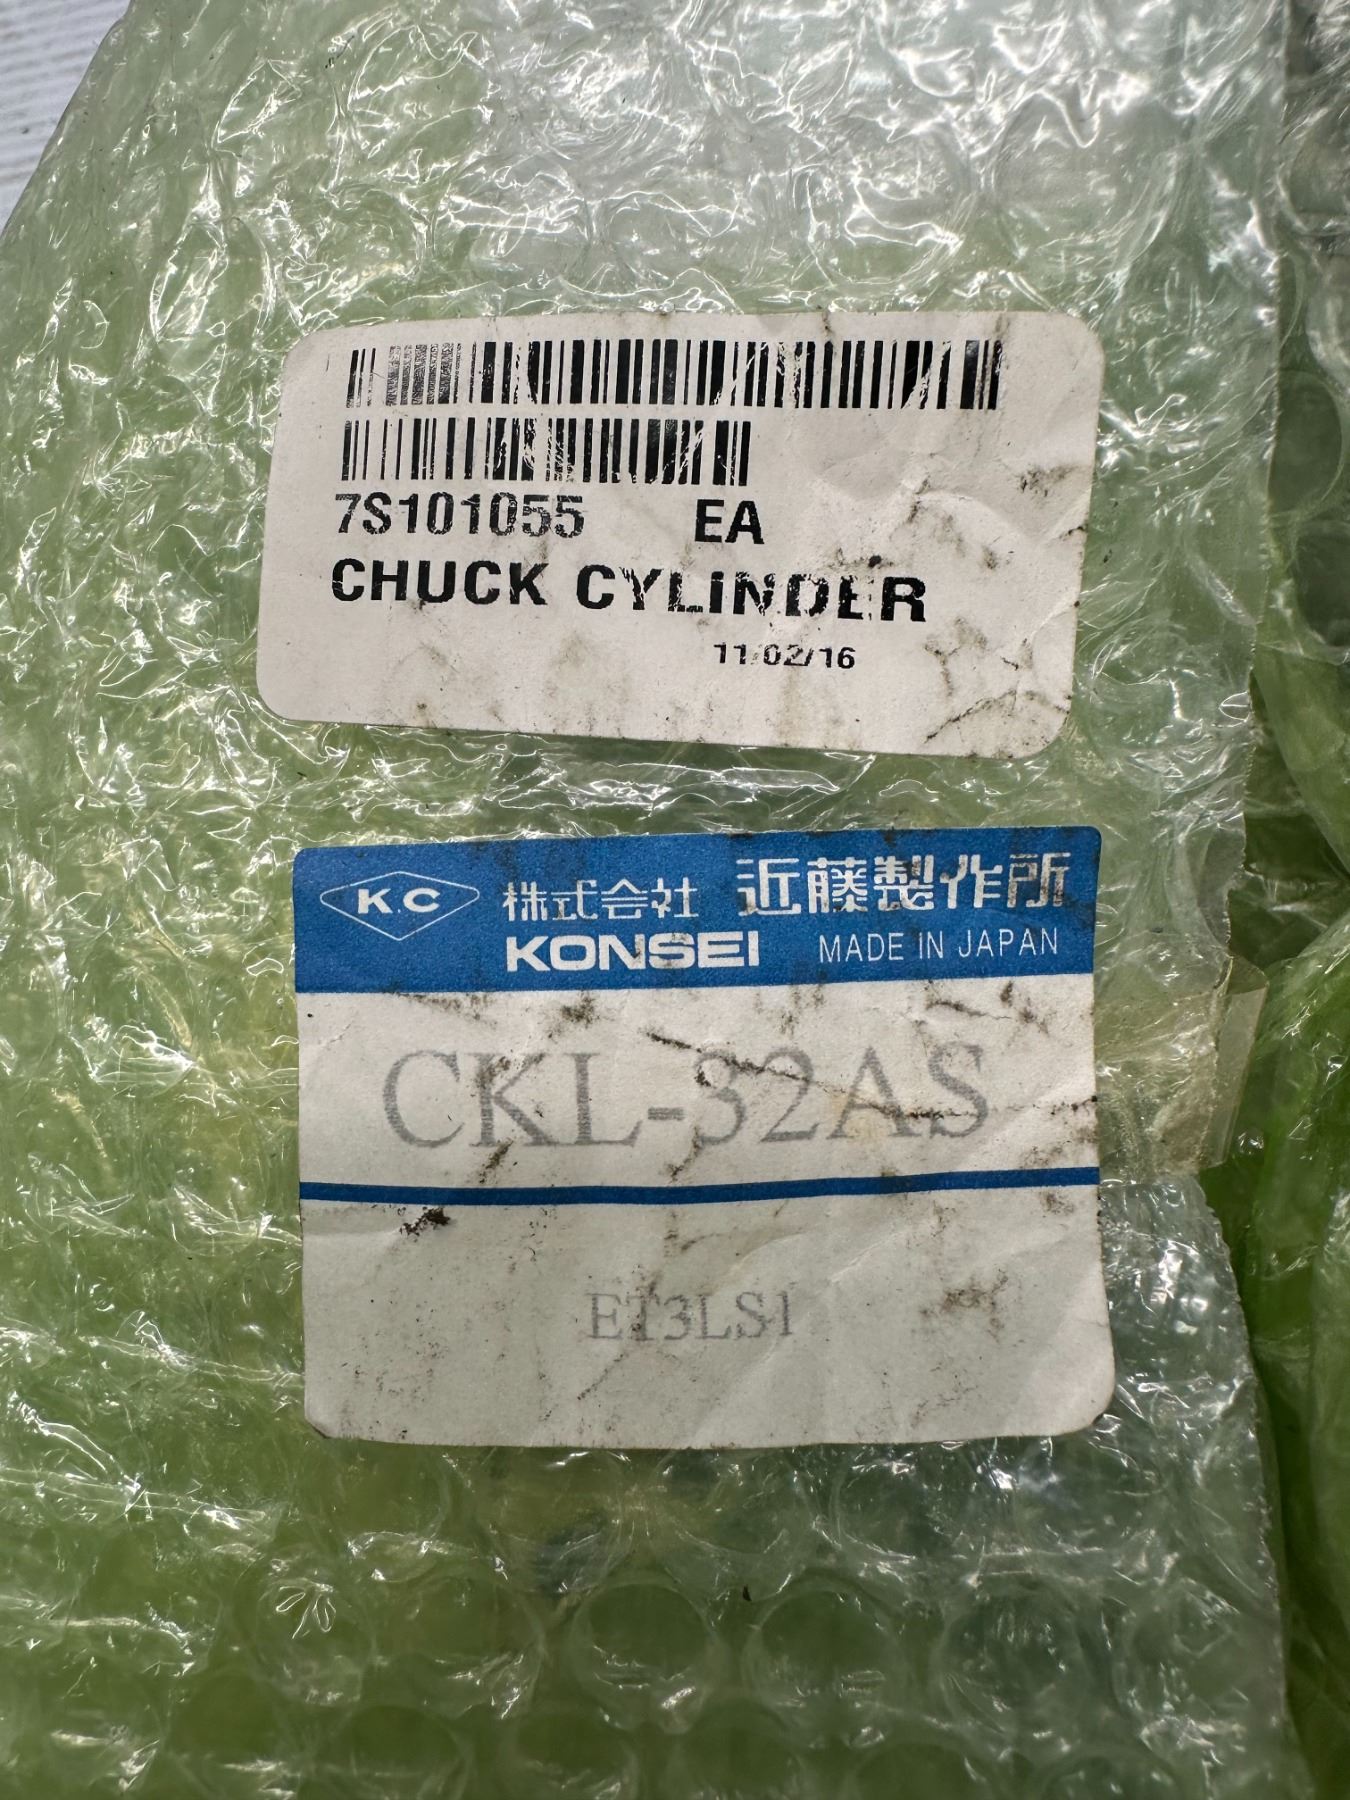 7S101055 EA
CHUCK CYLINDER
11/02/16
K.C 株式会社 近藤製作所
KONSEI MADE IN JAPAN
CKL-32AS
ET3LS1